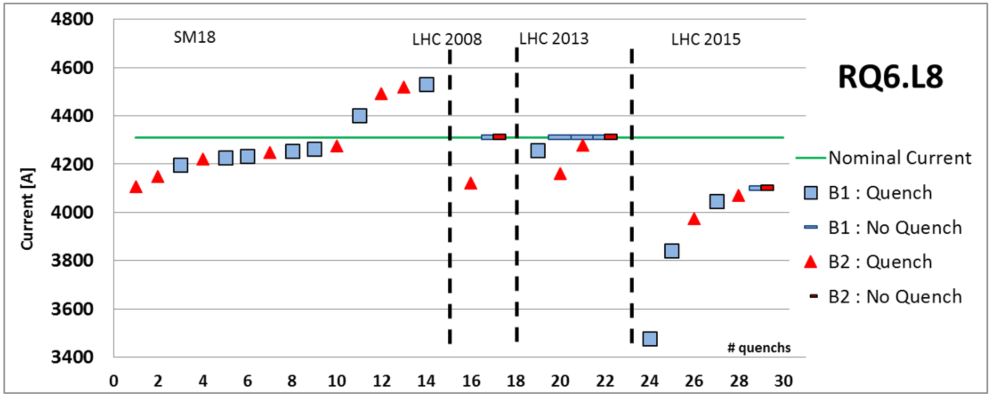 4800
SM18
LHC 2008
LHC 2013
LHC 2015
4600
RQ6.L8
4400
4200
4000
3800
3600
3400
Current [A]
Nominal Current
B1 : Quench
B1 : No Quench
B2 : Quench
B2 : No Quench
# quenchs
0 2 4 6 8 10 12 14 16 18 20 22 24 26 28 30